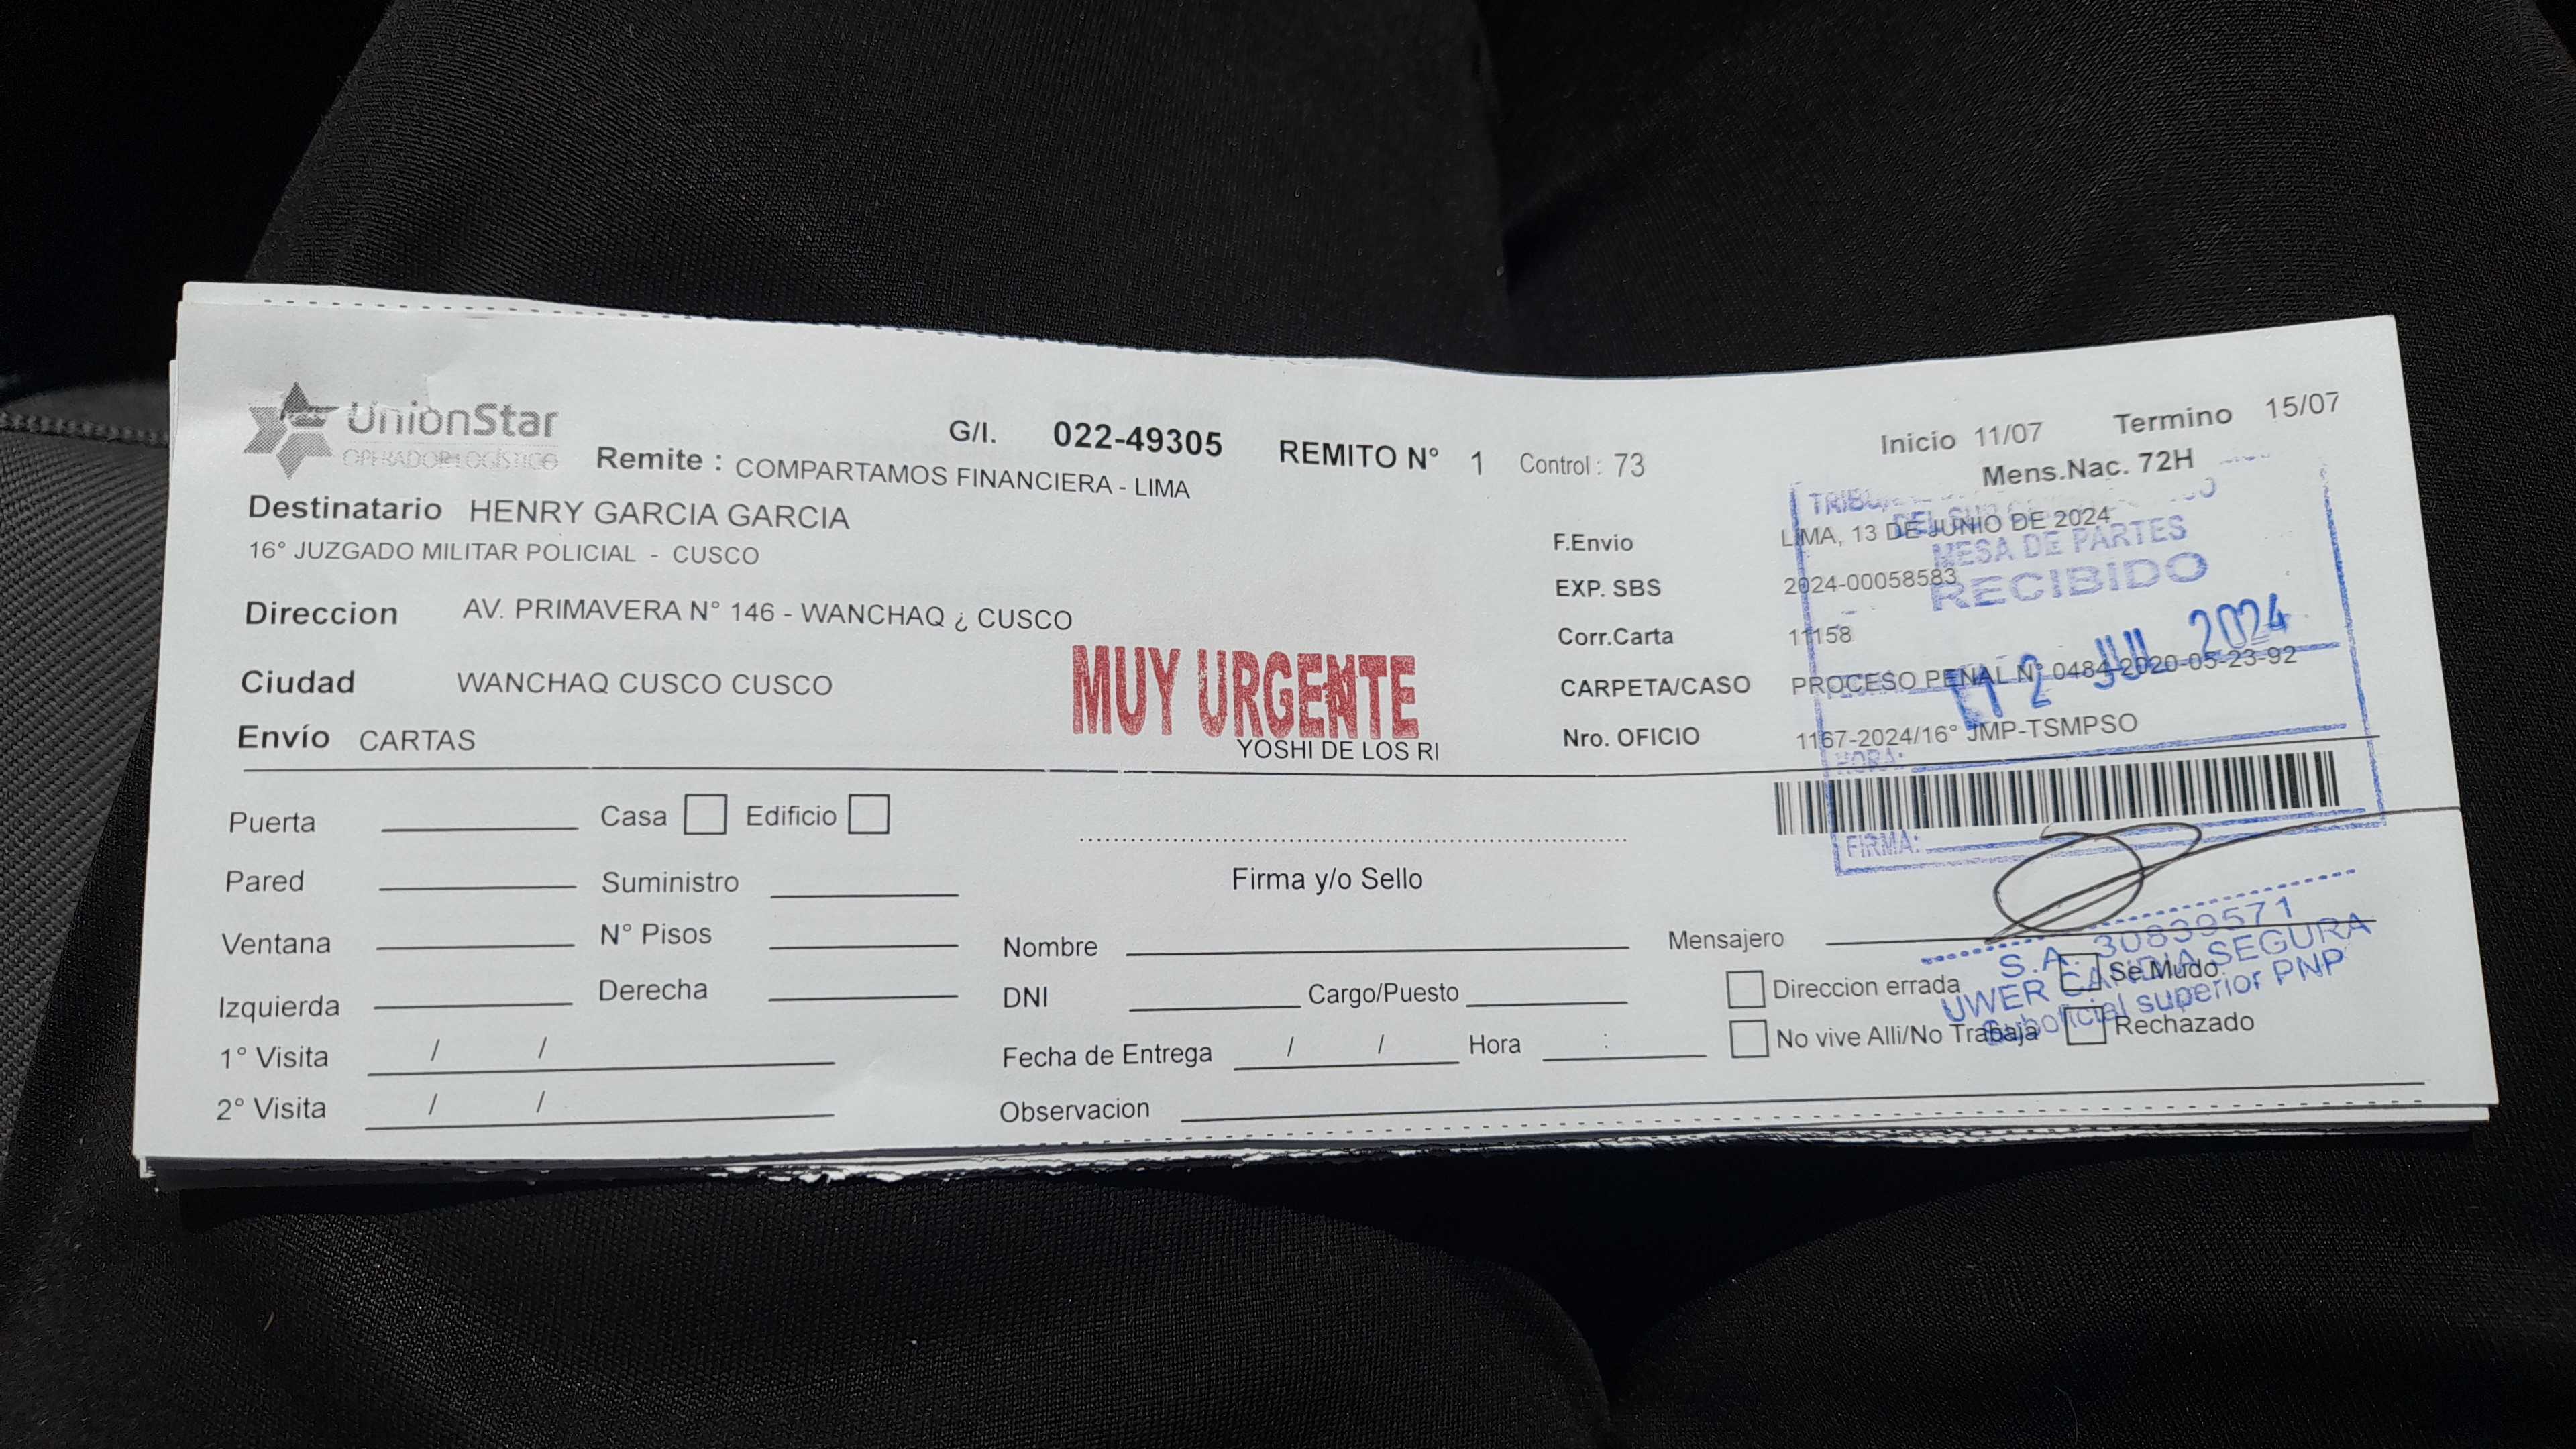 UnionStar
OPERADOR LOGÍSTICO
G/I. 022-49305 REMITO N° 1 Control : 73
Inicio 11/07 Termino 15/07
Mens.Nac. 72H
Remite : COMPARTAMOS FINANCIERA - LIMA
Destinatario HENRY GARCIA GARCIA
16° JUZGADO MILITAR POLICIAL - CUSCO
Direccion AV. PRIMAVERA N° 146 - WANCHAQ ¿ CUSCO
Ciudad WANCHAQ CUSCO CUSCO
Envío CARTAS
MUY URGENTE
YOSHI DE LOS RI
F.Envio LIMA, 13 DE JUNIO DE 2024
EXP. SBS 2024-00058583
Corr.Carta 11158
CARPETA/CASO PROCESO PENAL N° 0484-2020-05-23-92
Nro. OFICIO 1167-2024/16° JMP-TSMPSO
MESA DE PARTES
RECIBIDO
12 JUL 2024
HORA:
FIRMA:
Puerta Casa Edificio
Pared Suministro
Ventana N° Pisos
Izquierda Derecha
1° Visita / /
2° Visita / /
Firma y/o Sello
Nombre
DNI Cargo/Puesto
Fecha de Entrega / / Hora :
Observacion
Mensajero
Direccion errada Se Mudo
No vive Alli/No Trabaja Rechazado
S.A. 30839571
UWER CANDIA SEGURA
Suboficial superior PNP